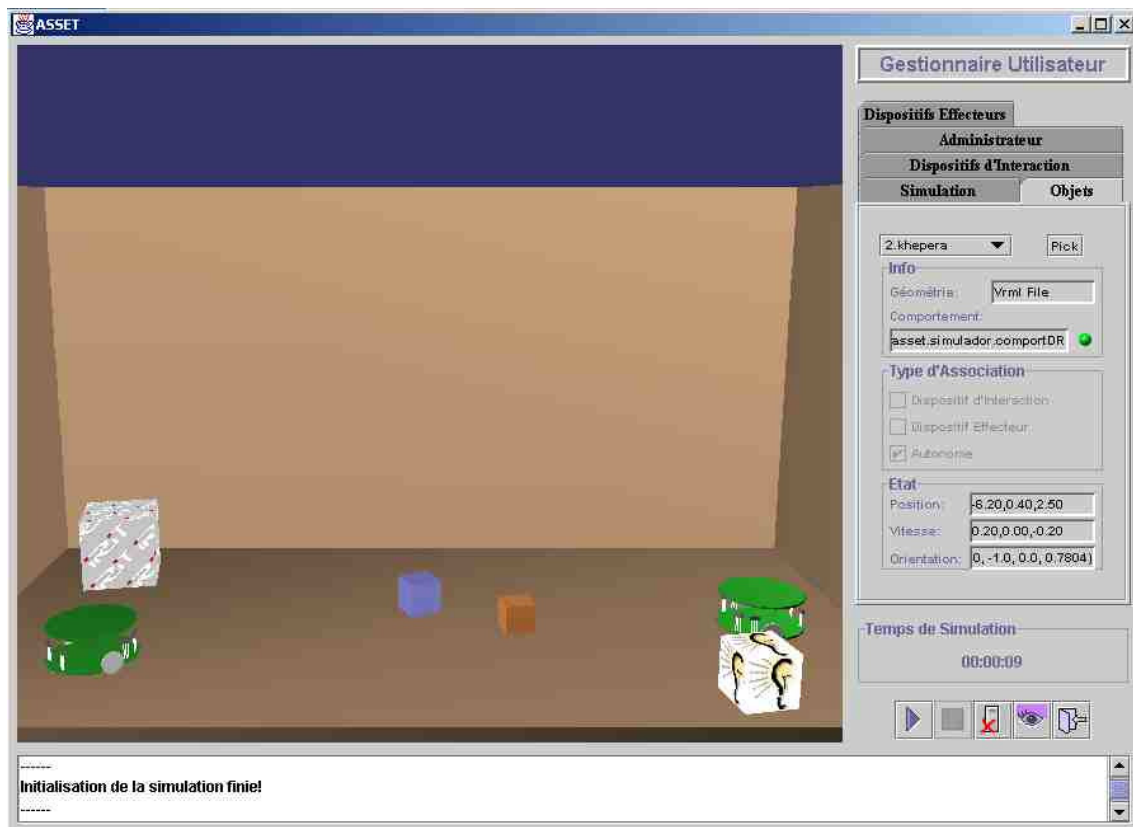 ASSET
Gestionnaire Utilisateur
Dispositifs Effecteurs
Administrateur
Dispositifs d'Interaction
Simulation Objets
2.khepera Pick
Info
Géométrie: Vrml File
Comportement:
asset.simulador.comportDR
Type d'Association
Dispositif d'Interaction
Dispositif Effecteur
Autonome
Etat
Position: -6.20,0.40,2.50
Vitesse: 0.20,0.00,-0.20
Orientation: 0, -1.0, 0.0, 0.7804)
IRIT
Temps de Simulation
00:00:09
------
Initialisation de la simulation finie!
------